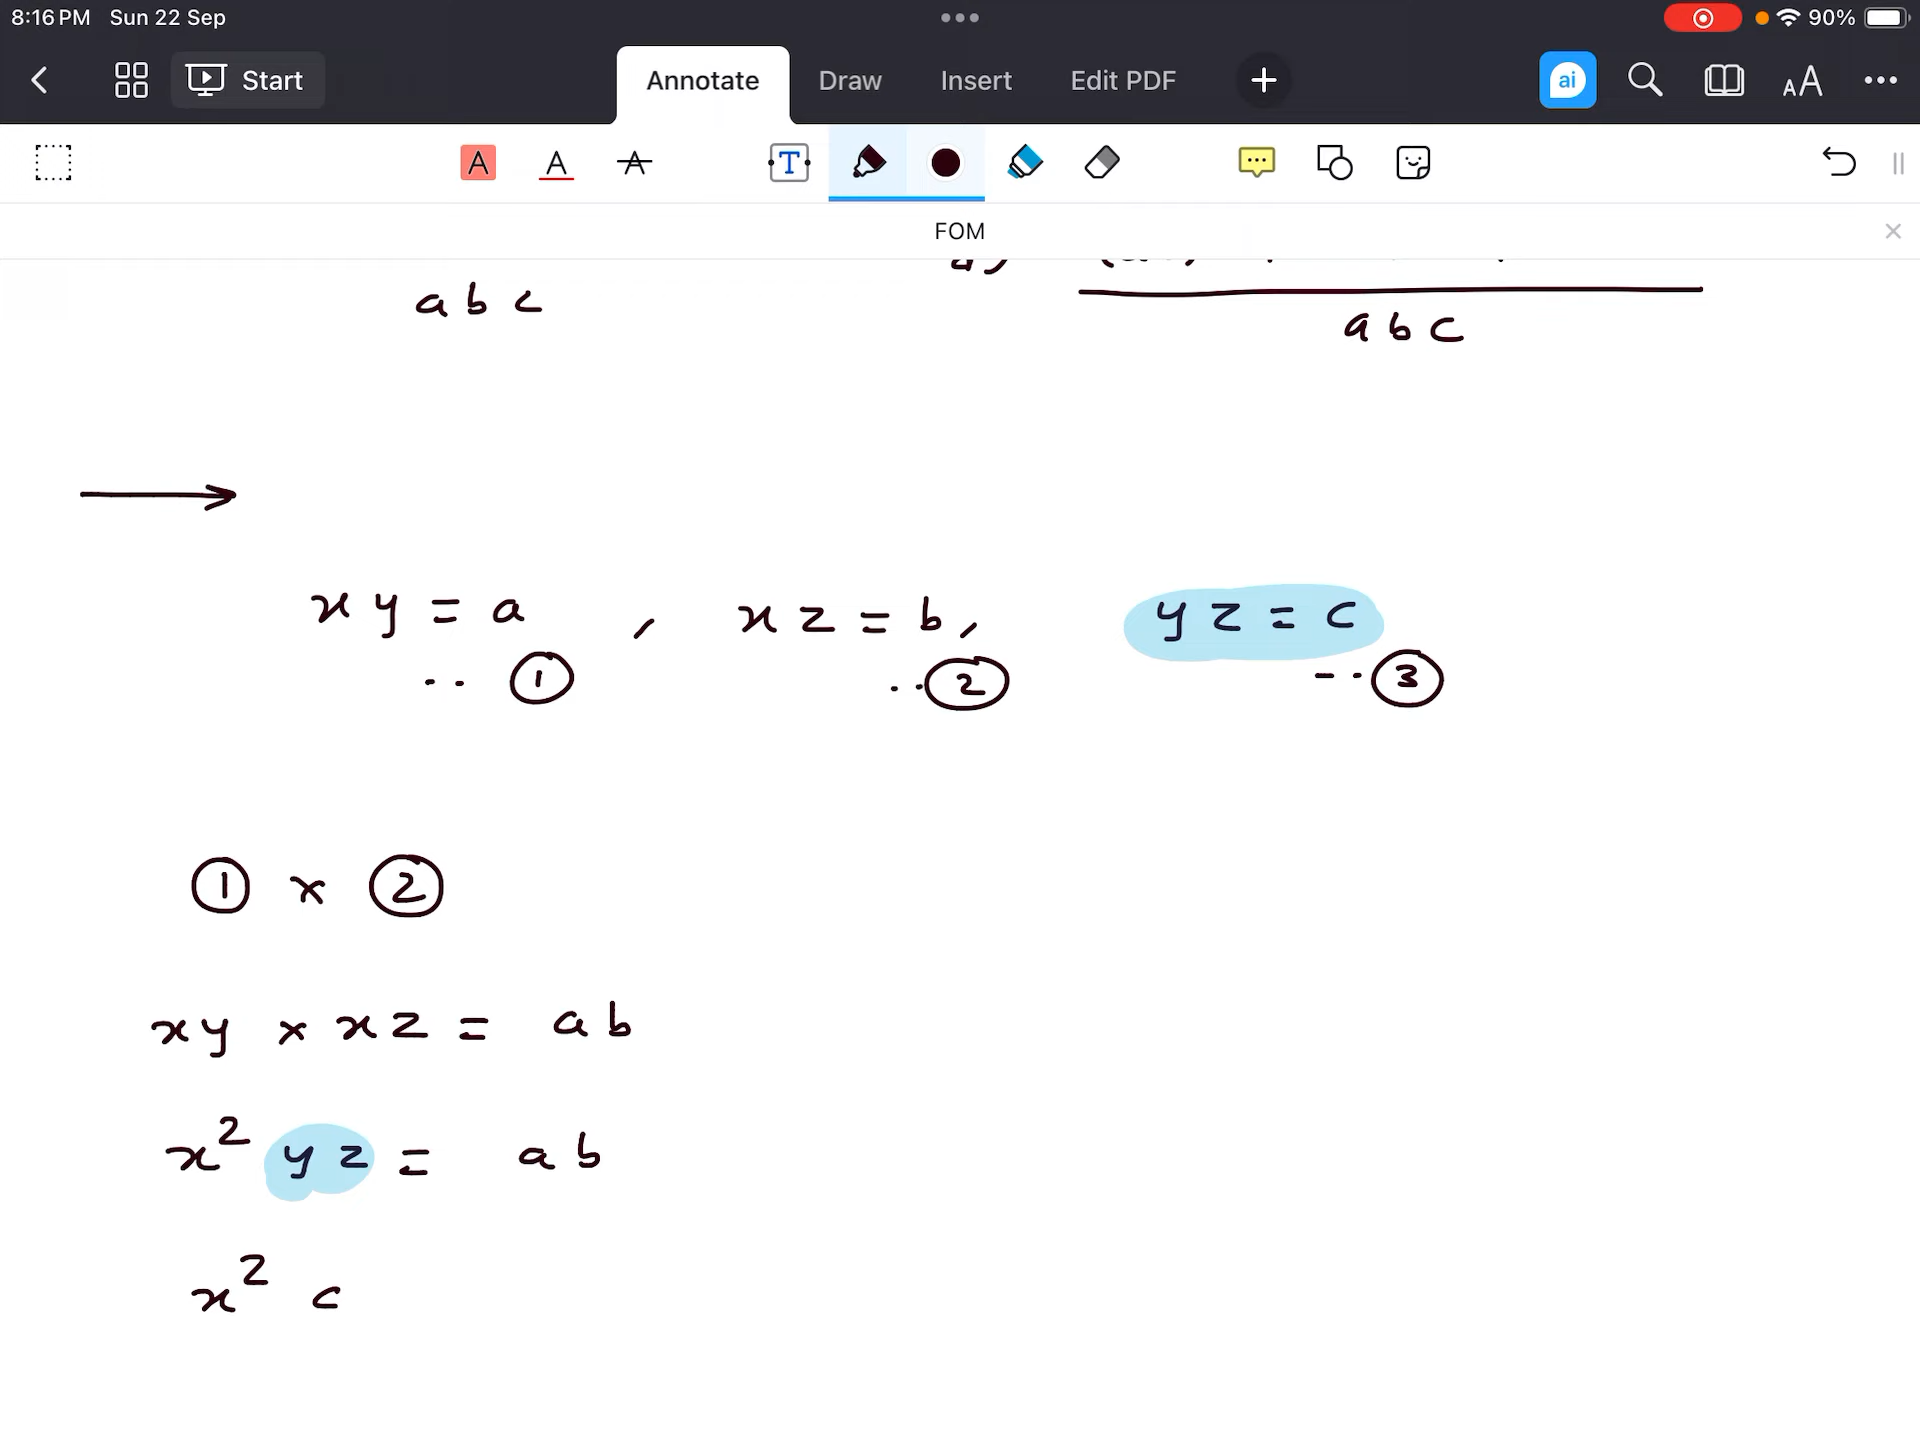 8:16 PM Sun 22 Sep 90%
Start Annotate Draw Insert Edit PDF + ai AA
A A A T
FOM
a b c
a b c
xy = a , xz = b, yz = c
.. ① ..② --③
① × ②
xy × xz = ab
x² yz = ab
x² c